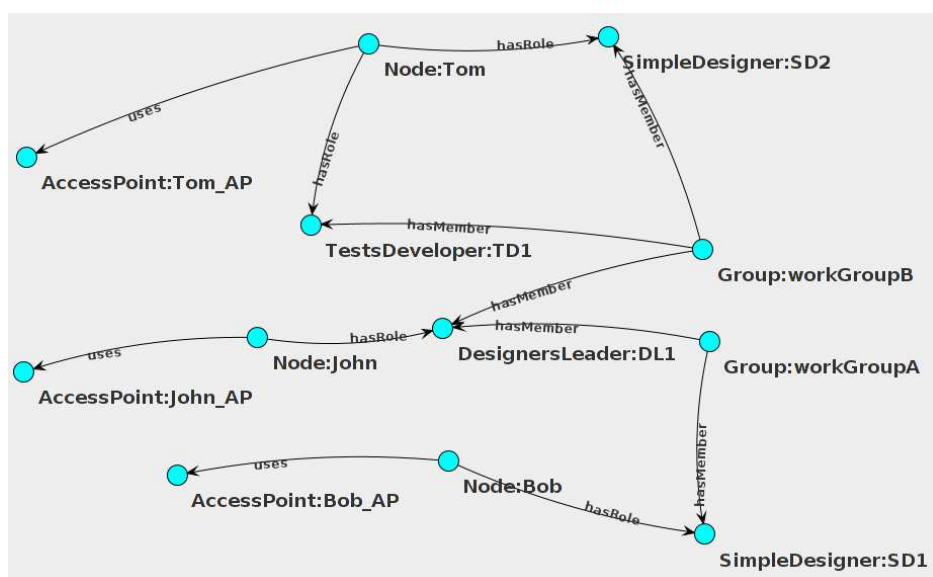 hasRole
Node:Tom
SimpleDesigner:SD2
uses
hasMember
hasRole
AccessPoint:Tom_AP
hasMember
TestsDeveloper:TD1
Group:workGroupB
hasMember
hasMember
hasRole
uses
Node:John
DesignersLeader:DL1
Group:workGroupA
AccessPoint:John_AP
hasMember
uses
Node:Bob
AccessPoint:Bob_AP
hasRole
SimpleDesigner:SD1